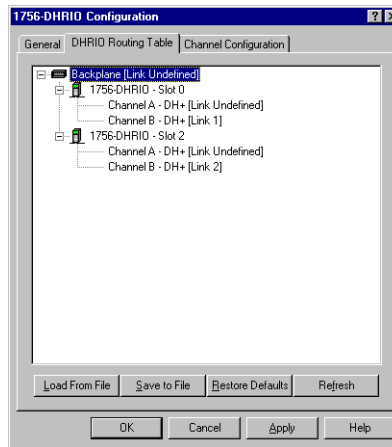 1756-DHRIO Configuration
General DHRIO Routing Table Channel Configuration
Backplane [Link Undefined]
1756-DHRIO - Slot 0
Channel A - DH+ [Link Undefined]
Channel B - DH+ [Link 1]
1756-DHRIO - Slot 2
Channel A - DH+ [Link Undefined]
Channel B - DH+ [Link 2]
Load From File Save to File Restore Defaults Refresh
OK Cancel Apply Help